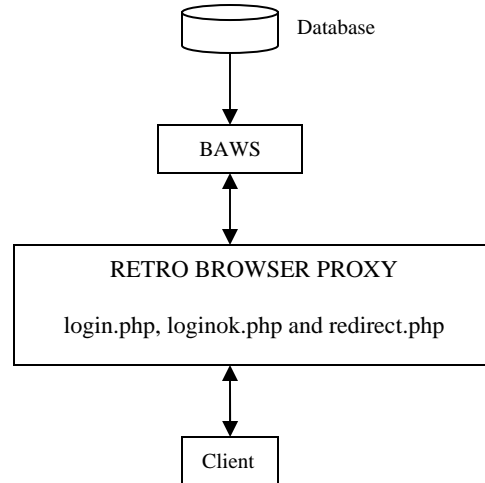 Database
BAWS
RETRO BROWSER PROXY
login.php, loginok.php and redirect.php
Client